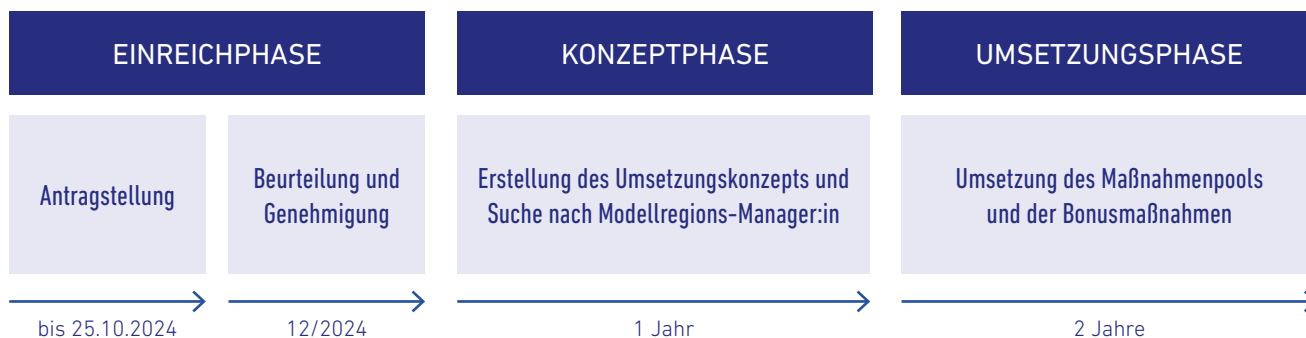 EINREICHPHASE
KONZEPTPHASE
UMSETZUNGSPHASE
Antragstellung
Beurteilung und
Genehmigung
Erstellung des Umsetzungskonzepts und
Suche nach Modellregions-Manager:in
Umsetzung des Maßnahmenpools
und der Bonusmaßnahmen
bis 25.10.2024
12/2024
1 Jahr
2 Jahre